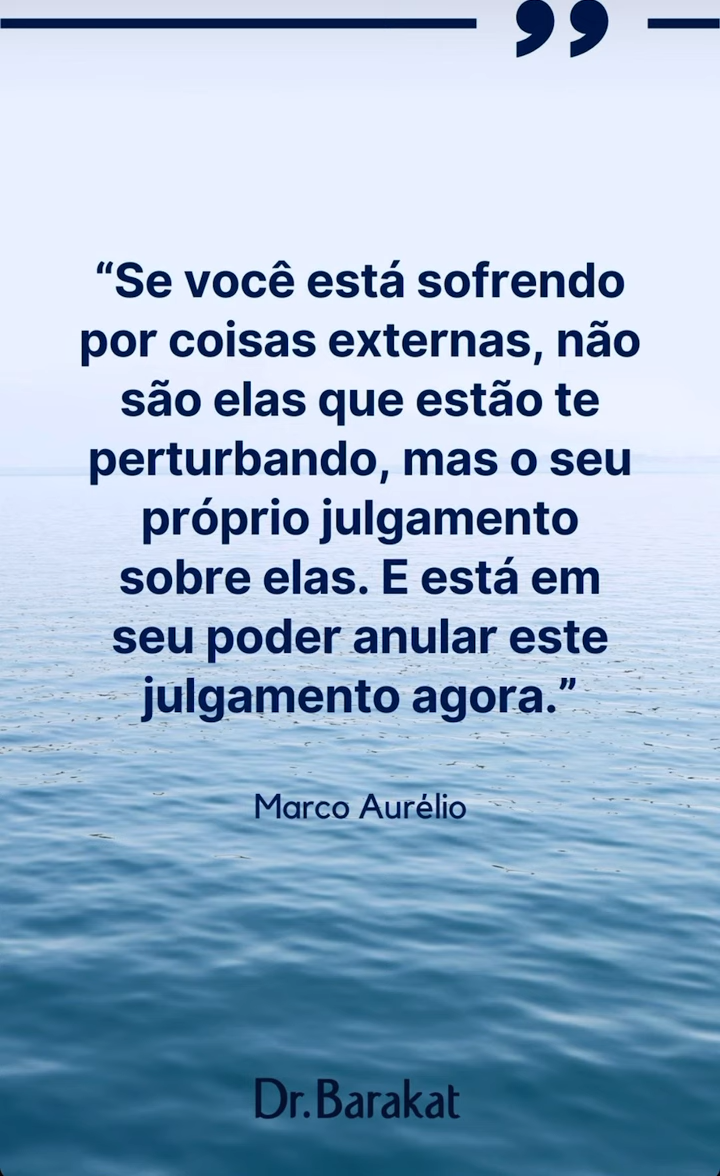 ”
“Se você está sofrendo
por coisas externas, não
são elas que estão te
perturbando, mas o seu
próprio julgamento
sobre elas. E está em
seu poder anular este
julgamento agora.”
Marco Aurélio
Dr.Barakat